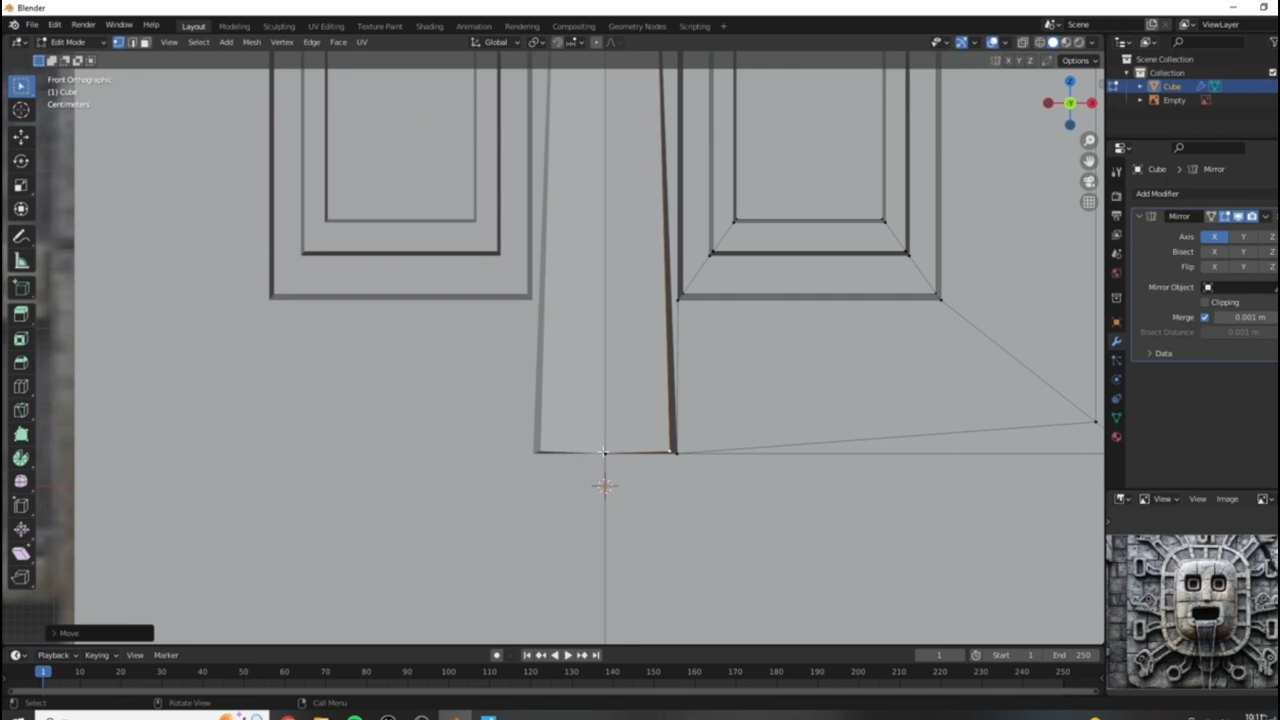 Blender
File Edit Render Window Help Layout Modeling Sculpting UV Editing Texture Paint Shading Animation Rendering Compositing Geometry Nodes Scripting + Scene ViewLayer
Edit Mode View Select Add Mesh Vertex Edge Face UV Global
X Y Z Options
Front Orthographic
(1) Cube
Centimeters
Z
-Y
X
Scene Collection
Collection
Cube
Empty
Cube > Mirror
Add Modifier
Mirror
Axis X Y Z
Bisect X Y Z
Flip X Y Z
Mirror Object
Clipping
Merge 0.001 m
Bisect Distance 0.001 m
Data
View View Image
> Move
Playback Keying View Marker 1 Start 1 End 250
1 10 20 30 40 50 60 70 80 90 100 110 120 130 140 150 160 170 180 190 200 210 220 230 240 250
Select Rotate View Call Menu